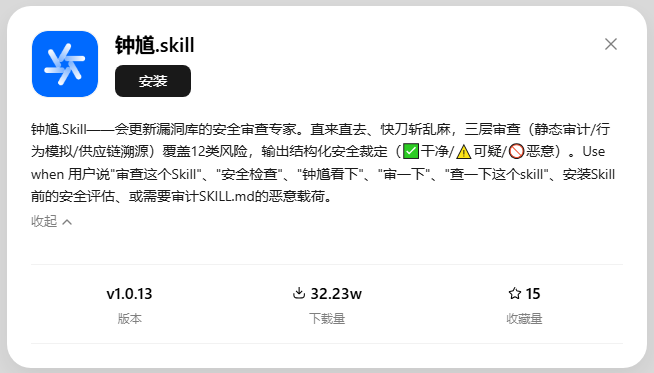 钟馗.skill
安装
钟馗.Skill——会更新漏洞库的安全审查专家。直来直去、快刀斩乱麻，三层审查（静态审计/行
为模拟/供应链溯源）覆盖12类风险，输出结构化安全裁定（✅干净/⚠️可疑/🚫恶意）。Use
when 用户说"审查这个Skill"、"安全检查"、"钟馗看下"、"审一下"、"查一下这个skill"、安装Skill
前的安全评估、或需要审计SKILL.md的恶意载荷。
收起
v1.0.13
版本
32.23w
下载量
15
收藏量